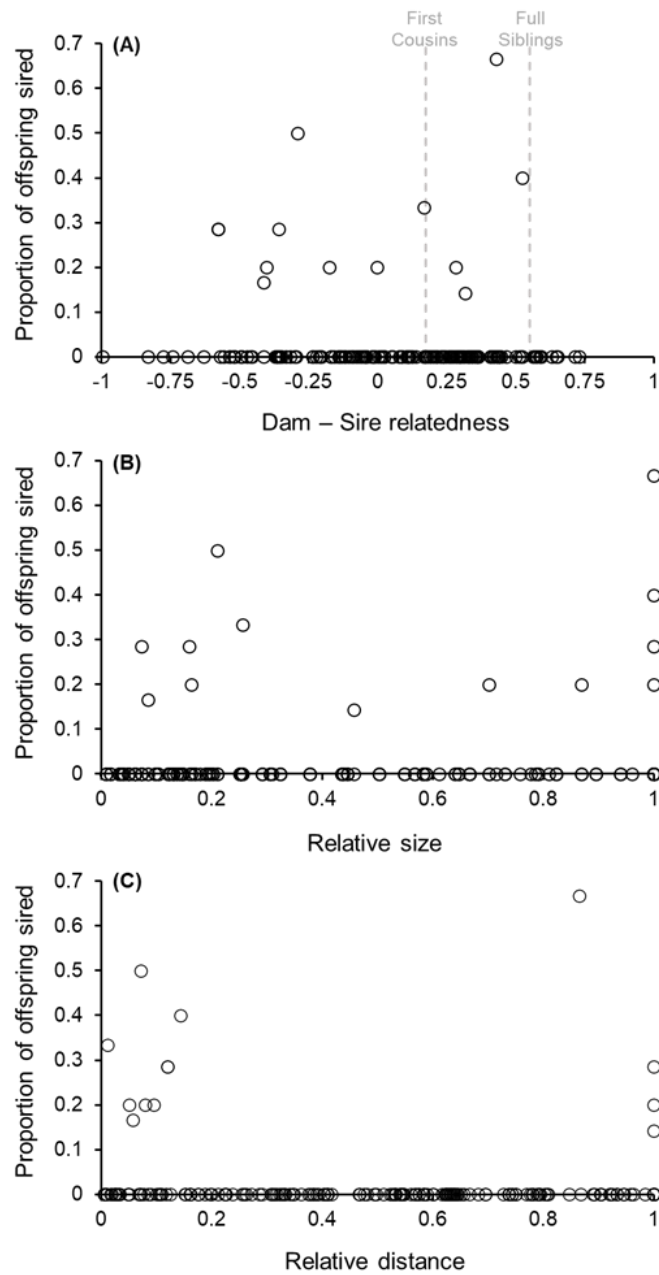 First Full
Cousins Siblings
(A)
0.7
0.6
0.5
0.4
0.3
0.2
0.1
0
Proportion of offspring sired
-1 -0.75 -0.5 -0.25 0 0.25 0.5 0.75 1
Dam – Sire relatedness
(B)
0.7
0.6
0.5
0.4
0.3
0.2
0.1
0
Proportion of offspring sired
0 0.2 0.4 0.6 0.8 1
Relative size
(C)
0.7
0.6
0.5
0.4
0.3
0.2
0.1
0
Proportion of offspring sired
0 0.2 0.4 0.6 0.8 1
Relative distance